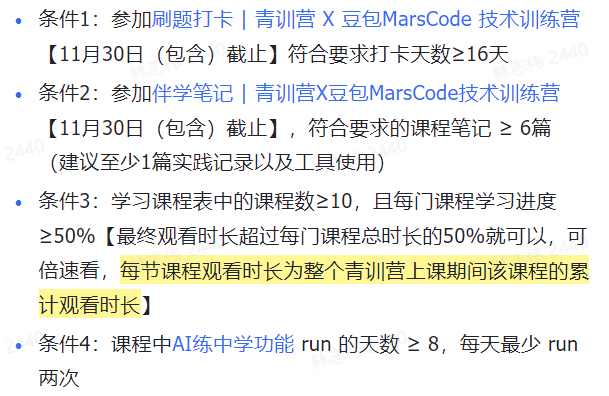 • 条件1：参加刷题打卡 | 青训营 X 豆包MarsCode 技术训练营
【11月30日（包含）截止】符合要求打卡天数≥16天
• 条件2：参加伴学笔记 | 青训营X豆包MarsCode技术训练营
【11月30日（包含）截止】，符合要求的课程笔记 ≥ 6篇
（建议至少1篇实践记录以及工具使用）
• 条件3：学习课程表中的课程数≥10，且每门课程学习进度
≥50%【最终观看时长超过每门课程总时长的50%就可以，可
倍速看，每节课程观看时长为整个青训营上课期间该课程的累
计观看时长】
• 条件4：课程中AI练中学功能 run 的天数 ≥ 8，每天最少 run
两次
林志伟 2440